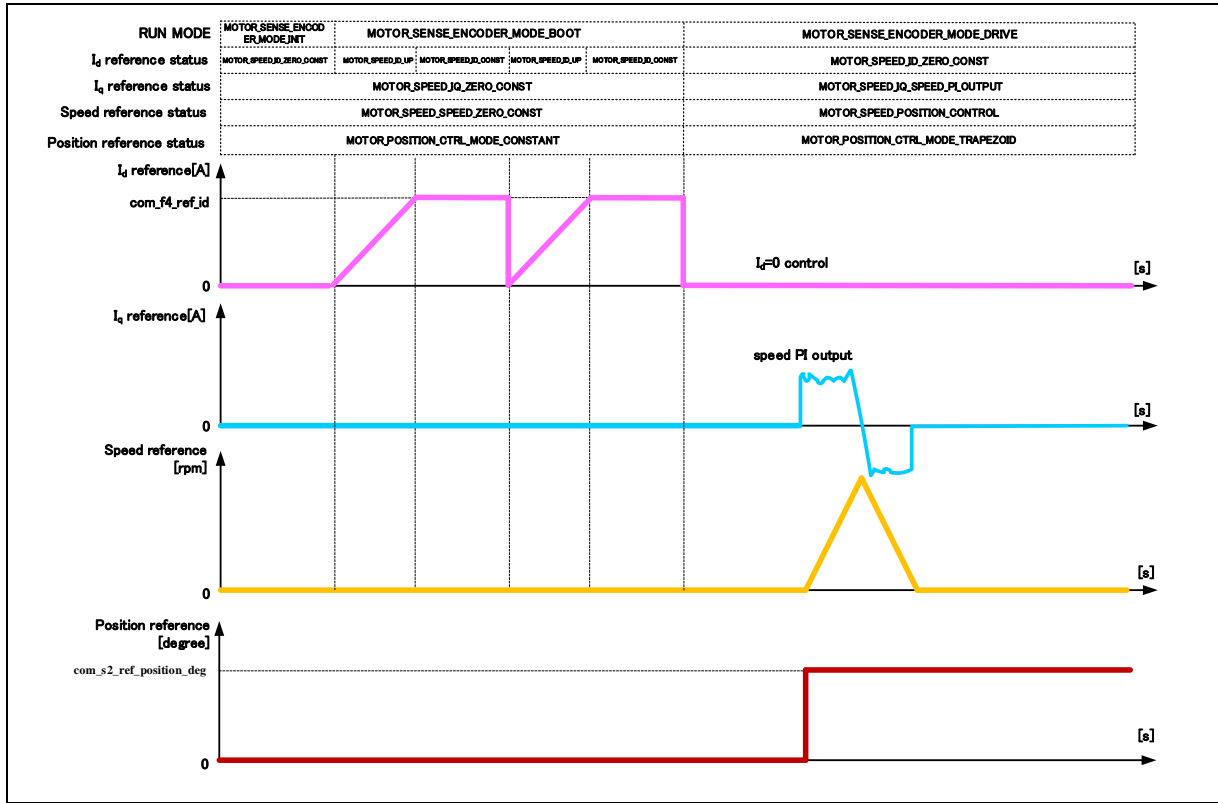 RUN MODE
MOTOR_SENSE_ENCOD
ER_MODE_INIT
MOTOR_SENSE_ENCODER_MODE_BOOT
MOTOR_SENSE_ENCODER_MODE_DRIVE
Id reference status
MOTOR_SPEED_ID_ZERO_CONST
MOTOR_SPEED_ID_UP
MOTOR_SPEED_ID_CONST
MOTOR_SPEED_ID_UP
MOTOR_SPEED_ID_CONST
MOTOR_SPEED_ID_ZERO_CONST
Iq reference status
MOTOR_SPEED_IQ_ZERO_CONST
MOTOR_SPEED_IQ_SPEED_PI_OUTPUT
Speed reference status
MOTOR_SPEED_SPEED_ZERO_CONST
MOTOR_SPEED_POSITION_CONTROL
Position reference status
MOTOR_POSITION_CTRL_MODE_CONSTANT
MOTOR_POSITION_CTRL_MODE_TRAPEZOID
Id reference[A]
com_f4_ref_id
Id=0 control
[s]
0
Iq reference[A]
speed PI output
[s]
0
Speed reference
[rpm]
[s]
0
Position reference
[degree]
com_s2_ref_position_deg
[s]
0